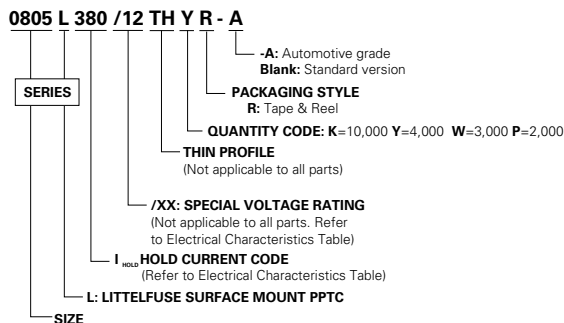 0805 L 380 /12 TH Y R - A
-A: Automotive grade
Blank: Standard version
SERIES
PACKAGING STYLE
R: Tape & Reel
QUANTITY CODE: K=10,000 Y=4,000 W=3,000 P=2,000
THIN PROFILE
(Not applicable to all parts)
/XX: SPECIAL VOLTAGE RATING
(Not applicable to all parts. Refer
to Electrical Characteristics Table)
I HOLD HOLD CURRENT CODE
(Refer to Electrical Characteristics Table)
L: LITTELFUSE SURFACE MOUNT PPTC
SIZE